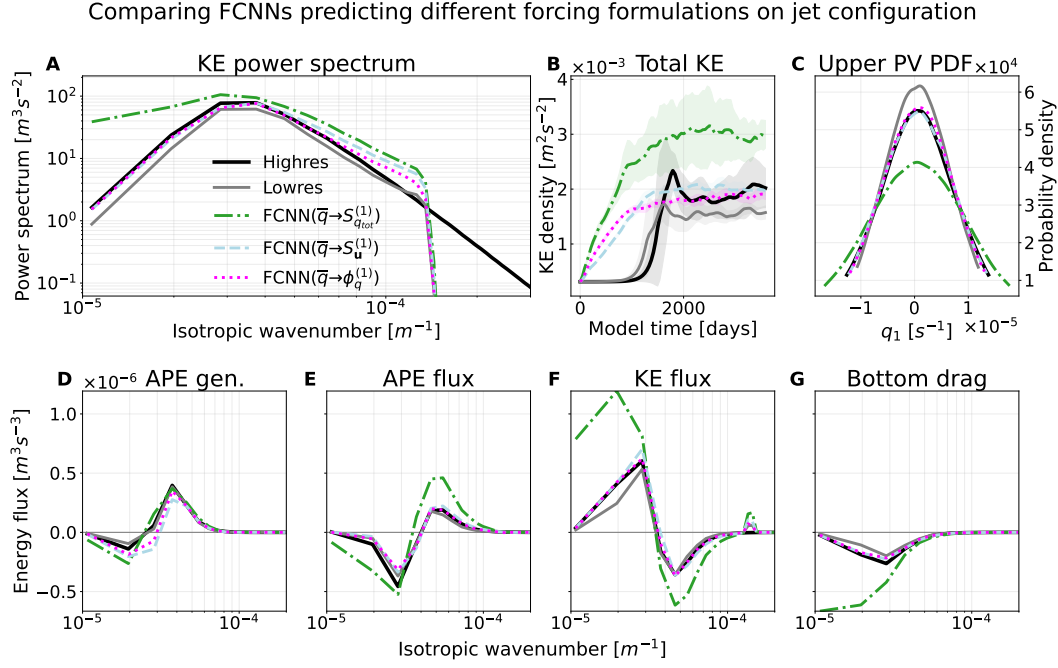 Comparing FCNNs predicting different forcing formulations on jet configuration
A KE power spectrum
Power spectrum [m³s⁻²]
10²
10¹
10⁰
10⁻¹
Highres
Lowres
FCNN(q̅→S_{q_{tot}}^{(1)})
FCNN(q̅→S_{𝐮}^{(1)})
FCNN(q̅→ϕ_q^{(1)})
10⁻⁵ 10⁻⁴
Isotropic wavenumber [m⁻¹]
B ×10⁻³ Total KE
KE density [m²s⁻²]
4
3
2
1
0 2000
Model time [days]
C Upper PV PDF ×10⁴
6
5
4
3
2
1
Probability density
−1 0 1
q₁ [s⁻¹] ×10⁻⁵
D ×10⁻⁶ APE gen.
Energy flux [m³s⁻³]
1.0
0.5
0.0
−0.5
10⁻⁵ 10⁻⁴
E APE flux
10⁻⁵ 10⁻⁴
F KE flux
10⁻⁵ 10⁻⁴
G Bottom drag
10⁻⁵ 10⁻⁴
Isotropic wavenumber [m⁻¹]